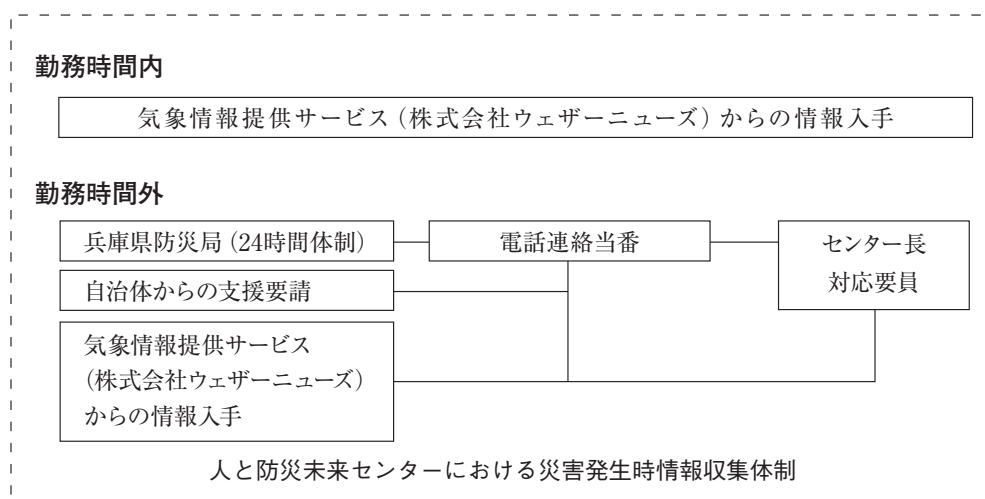 勤務時間内
気象情報提供サービス（株式会社ウェザーニューズ）からの情報入手
勤務時間外
兵庫県防災局（24時間体制）
電話連絡当番
センター長
対応要員
自治体からの支援要請
気象情報提供サービス
（株式会社ウェザーニューズ）
からの情報入手
人と防災未来センターにおける災害発生時情報収集体制